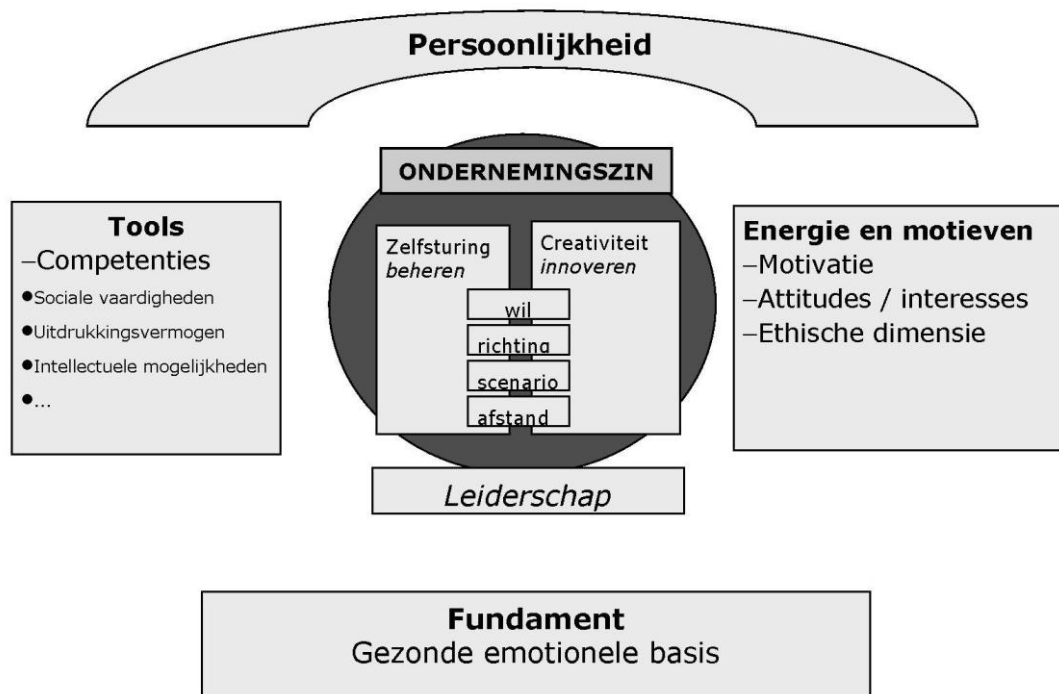 Persoonlijkheid
ONDERNEMINGSZIN
Tools
–Competenties
●Sociale vaardigheden
●Uitdrukkingsvermogen
●Intellectuele mogelijkheden
●...
Zelfsturing
beheren
Creativiteit
innoveren
wil
richting
scenario
afstand
Energie en motieven
–Motivatie
–Attitudes / interesses
–Ethische dimensie
Leiderschap
Fundament
Gezonde emotionele basis